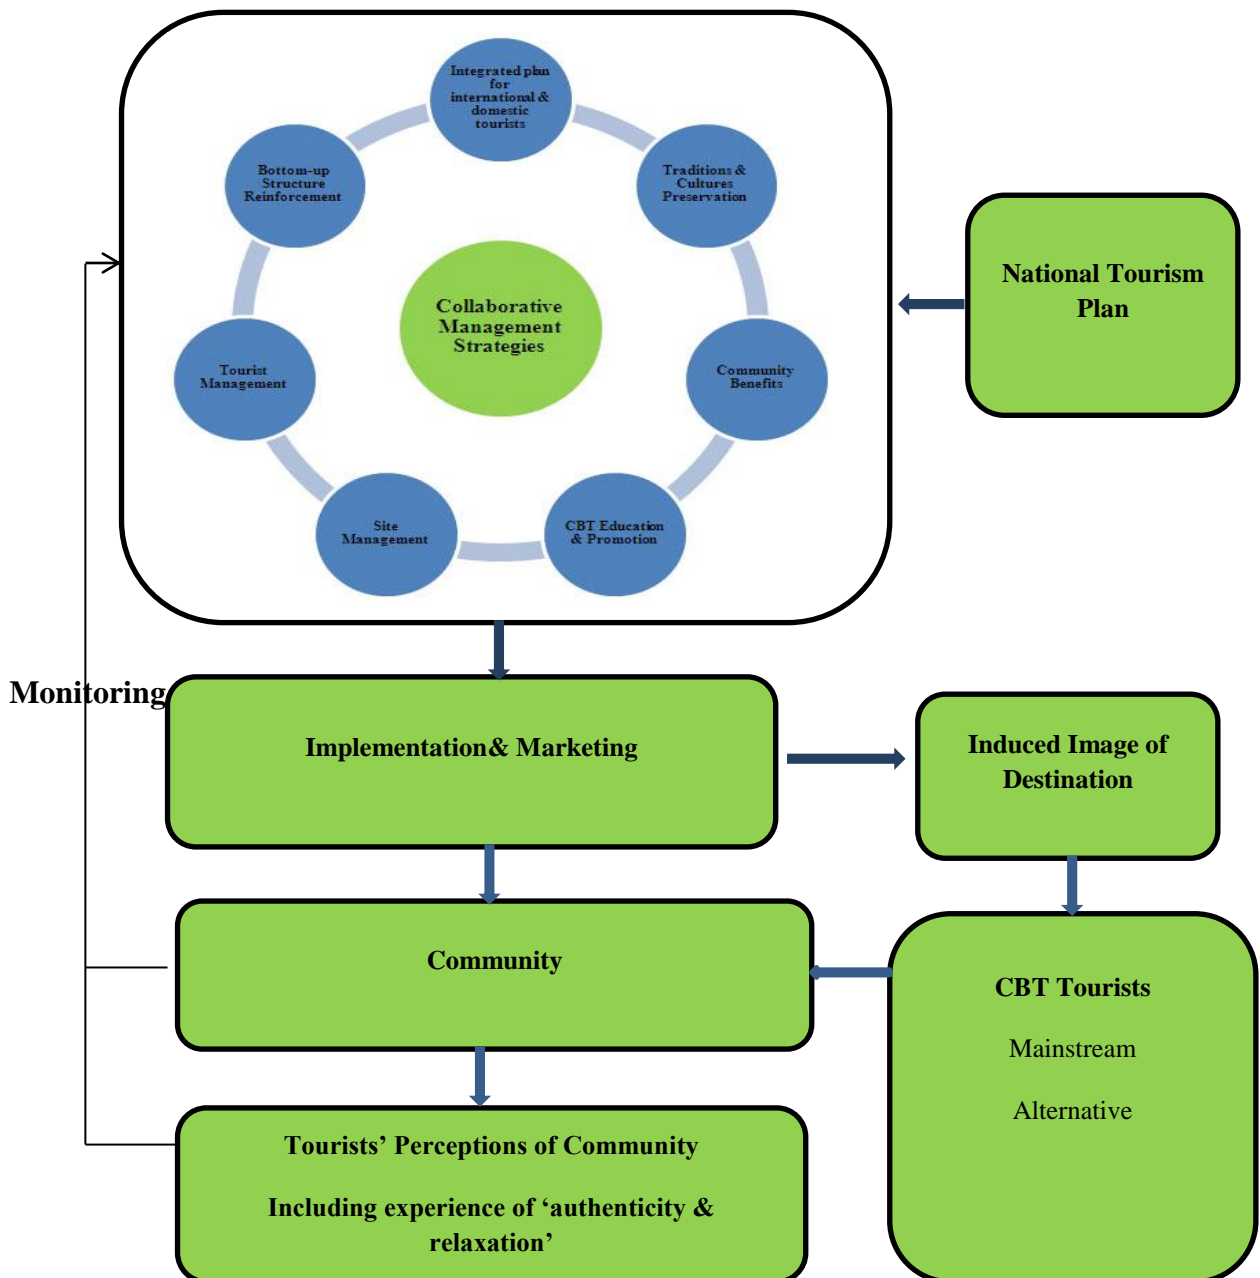 Integrated plan
for
international &
domestic
tourists
Bottom-up
Structure
Reinforcement
Traditions &
Cultures
Preservation
National Tourism
Plan
Collaborative
Management
Strategies
Tourist
Management
Community
Benefits
Site
Management
CBT Education
& Promotion
Monitoring
Implementation& Marketing
Induced Image of
Destination
Community
CBT Tourists
Mainstream
Alternative
Tourists’ Perceptions of Community
Including experience of ‘authenticity &
relaxation’